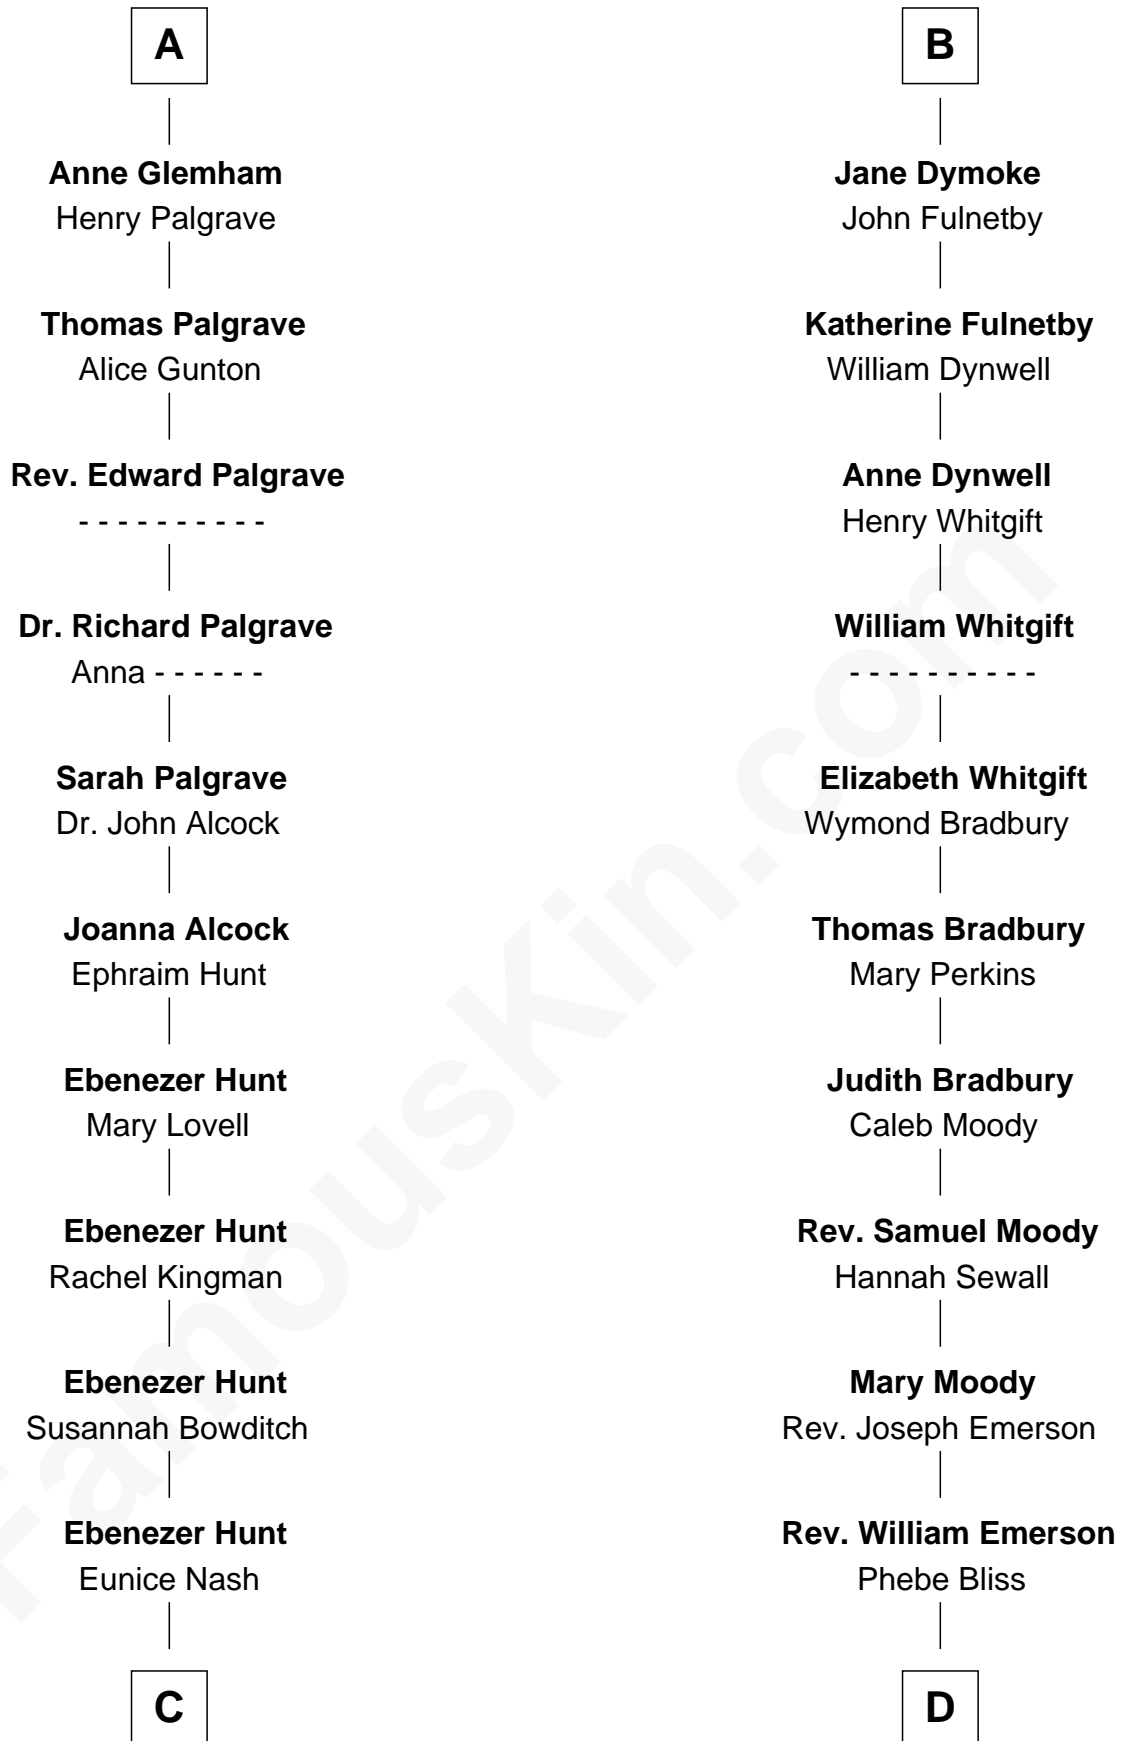 A
Anne Glemham
Henry Palgrave
Thomas Palgrave
Alice Gunton
Rev. Edward Palgrave
- - - - - - - - - -
Dr. Richard Palgrave
Anna - - - - - -
Sarah Palgrave
Dr. John Alcock
Joanna Alcock
Ephraim Hunt
Ebenezer Hunt
Mary Lovell
Ebenezer Hunt
Rachel Kingman
Ebenezer Hunt
Susannah Bowditch
Ebenezer Hunt
Eunice Nash
C
B
Jane Dymoke
John Fulnetby
Katherine Fulnetby
William Dynwell
Anne Dynwell
Henry Whitgift
William Whitgift
- - - - - - - - - -
Elizabeth Whitgift
Wymond Bradbury
Thomas Bradbury
Mary Perkins
Judith Bradbury
Caleb Moody
Rev. Samuel Moody
Hannah Sewall
Mary Moody
Rev. Joseph Emerson
Rev. William Emerson
Phebe Bliss
D
FamousKin.com